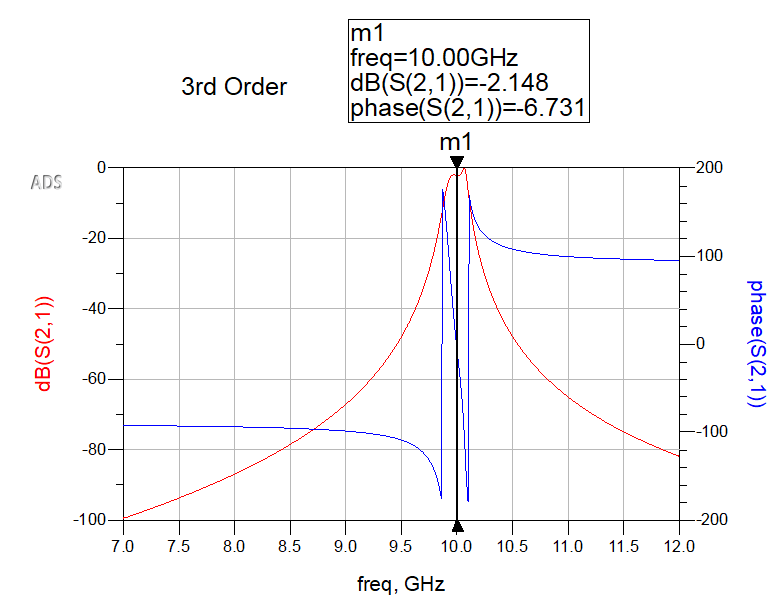 m1
freq=10.00GHz
dB(S(2,1))=-2.148
phase(S(2,1))=-6.731
3rd Order
m1
ADS
0
-20
-40
-60
-80
-100
200
100
0
-100
-200
dB(S(2,1))
phase(S(2,1))
7.0 7.5 8.0 8.5 9.0 9.5 10.0 10.5 11.0 11.5 12.0
freq, GHz